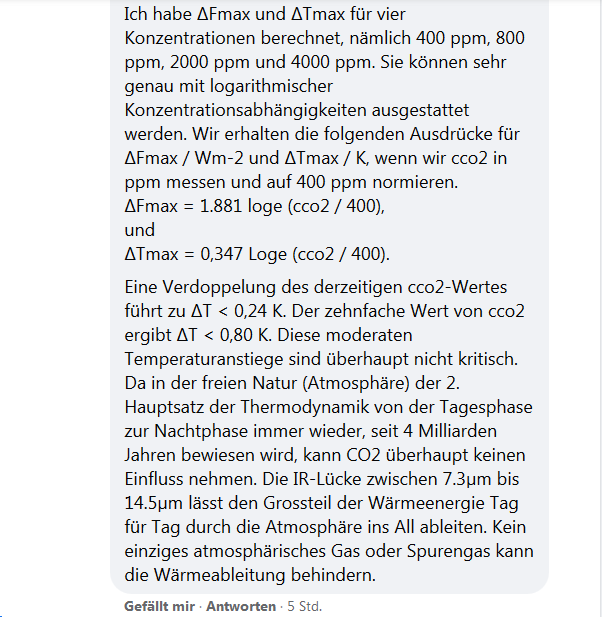 Ich habe ΔFmax und ΔTmax für vier
Konzentrationen berechnet, nämlich 400 ppm, 800
ppm, 2000 ppm und 4000 ppm. Sie können sehr
genau mit logarithmischer
Konzentrationsabhängigkeiten ausgestattet
werden. Wir erhalten die folgenden Ausdrücke für
ΔFmax / Wm-2 und ΔTmax / K, wenn wir cco2 in
ppm messen und auf 400 ppm normieren.
ΔFmax = 1.881 loge (cco2 / 400),
und
ΔTmax = 0,347 Loge (cco2 / 400).
Eine Verdoppelung des derzeitigen cco2-Wertes
führt zu ΔT < 0,24 K. Der zehnfache Wert von cco2
ergibt ΔT < 0,80 K. Diese moderaten
Temperaturanstiege sind überhaupt nicht kritisch.
Da in der freien Natur (Atmosphäre) der 2.
Hauptsatz der Thermodynamik von der Tagesphase
zur Nachtphase immer wieder, seit 4 Milliarden
Jahren bewiesen wird, kann CO2 überhaupt keinen
Einfluss nehmen. Die IR-Lücke zwischen 7.3µm bis
14.5µm lässt den Grossteil der Wärmeenergie Tag
für Tag durch die Atmosphäre ins All ableiten. Kein
einziges atmosphärisches Gas oder Spurengas kann
die Wärmeableitung behindern.
Gefällt mir · Antworten · 5 Std.